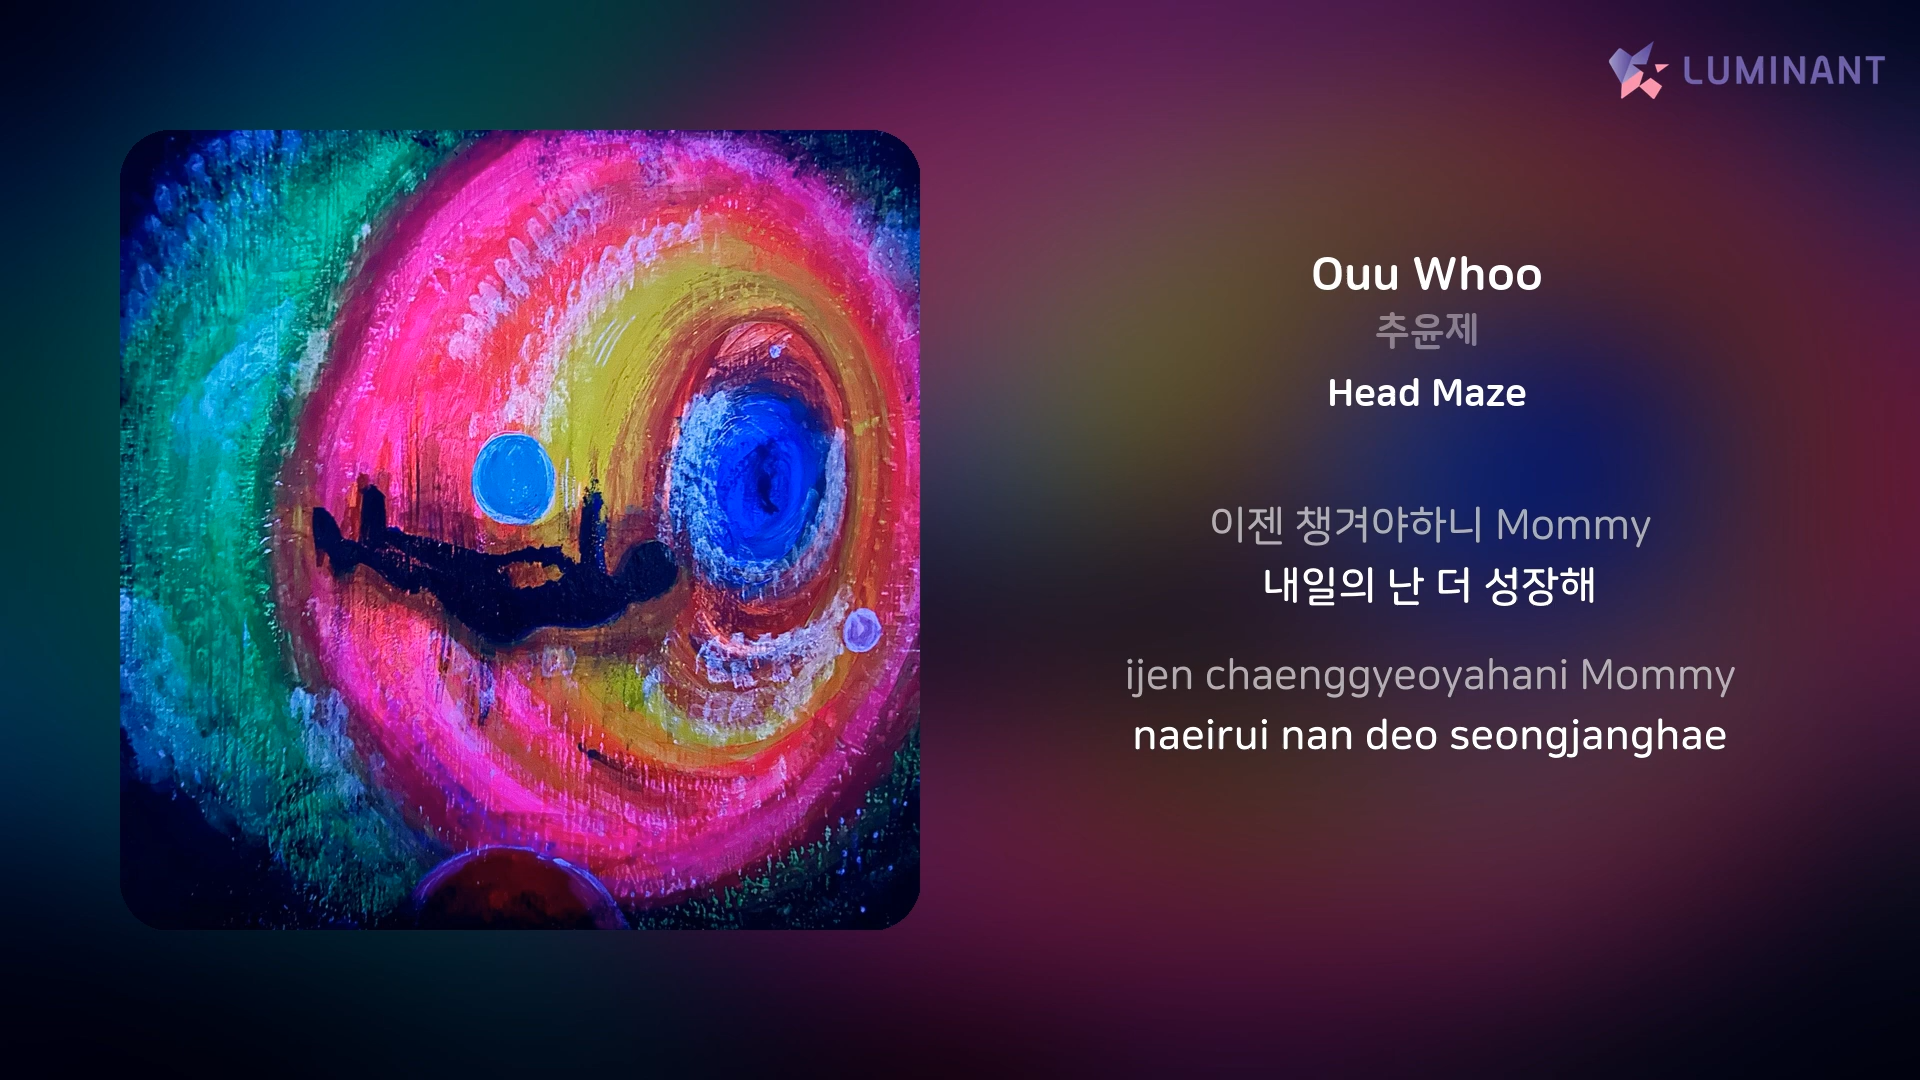 LUMINANT
Ouu Whoo
추윤제
Head Maze
이젠 챙겨야하니 Mommy
내일의 난 더 성장해
ijen chaenggyeoyahani Mommy
naeirui nan deo seongjanghae